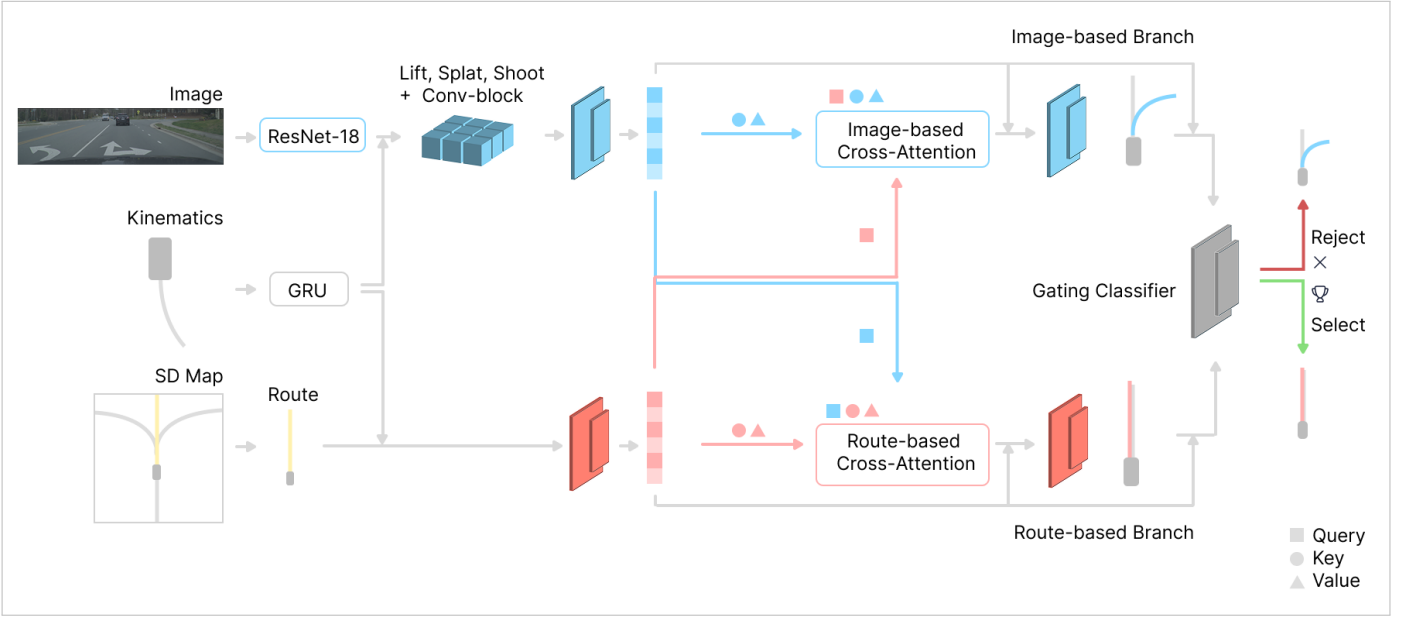 Image-based Branch
Lift, Splat, Shoot
+ Conv-block
Image
ResNet-18
Image-based
Cross-Attention
Kinematics
GRU
Reject
Gating Classifier
Select
SD Map
Route
Route-based
Cross-Attention
Route-based Branch
Query
Key
Value